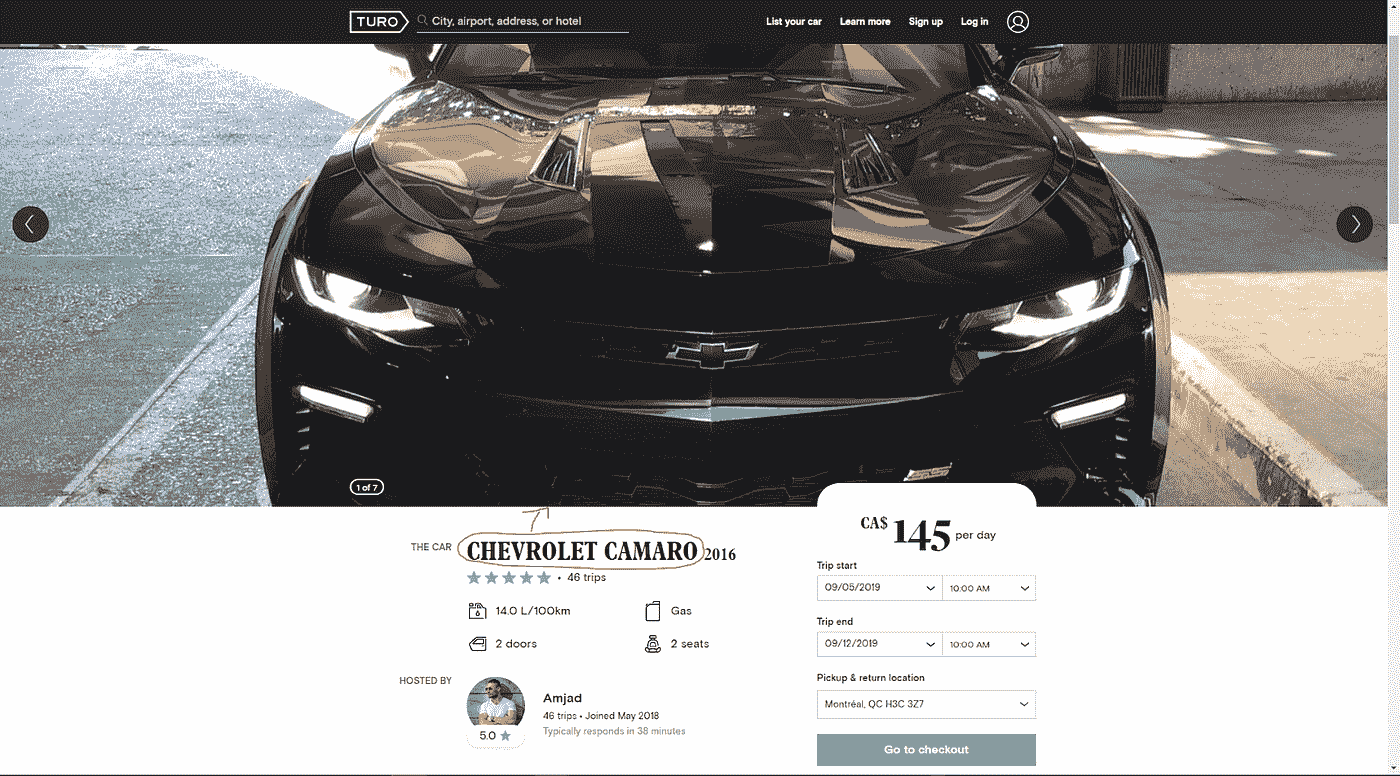 TURO
City, airport, address, or hotel
List your car
Learn more
Sign up
Log in
1 of 7
CA$ 145 per day
THE CAR
CHEVROLET CAMARO 2016
• 46 trips
14.0 L/100km
Gas
2 doors
2 seats
HOSTED BY
Amjad
46 trips • Joined May 2018
Typically responds in 38 minutes
5.0
Trip start
09/05/2019
10:00 AM
Trip end
09/12/2019
10:00 AM
Pickup & return location
Montréal, QC H3C 3Z7
Go to checkout